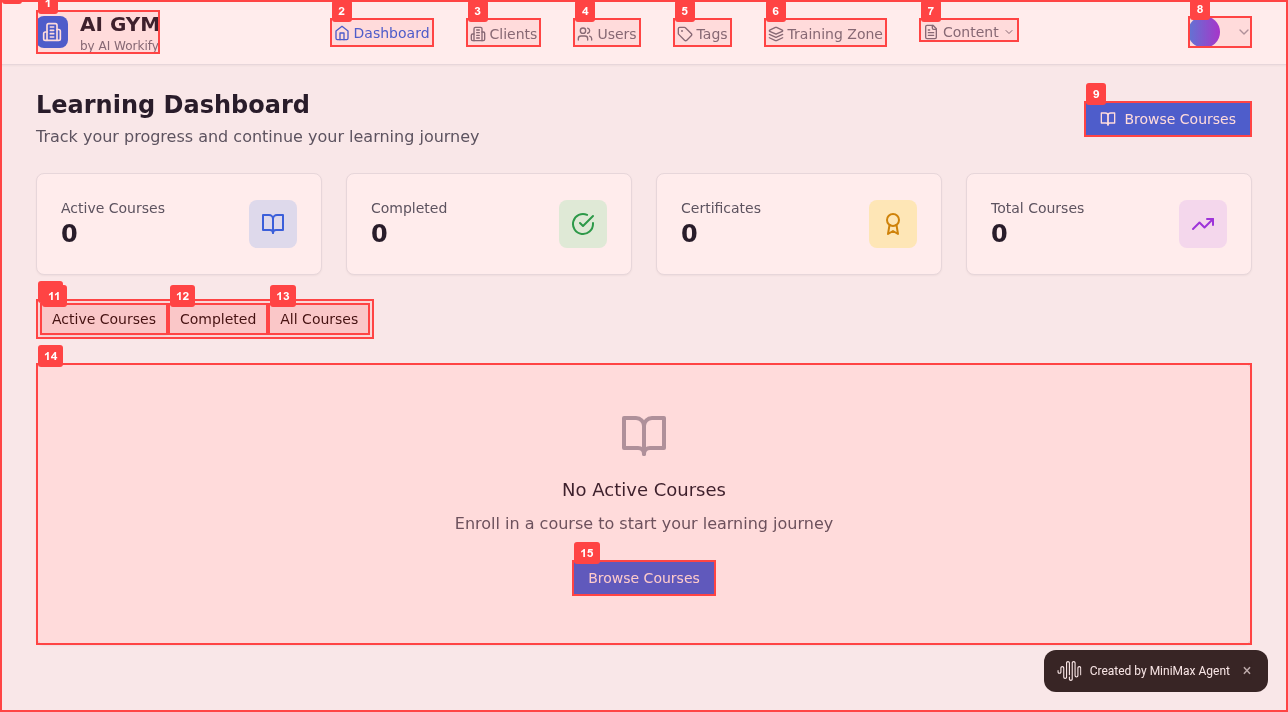 1
AI GYM
by AI Workify
2
Dashboard
3
Clients
4
Users
5
Tags
6
Training Zone
7
Content
8
Learning Dashboard
Track your progress and continue your learning journey
9
Browse Courses
Active Courses
0
Completed
0
Certificates
0
Total Courses
0
11
Active Courses
12
Completed
13
All Courses
14
No Active Courses
Enroll in a course to start your learning journey
15
Browse Courses
Created by MiniMax Agent ×